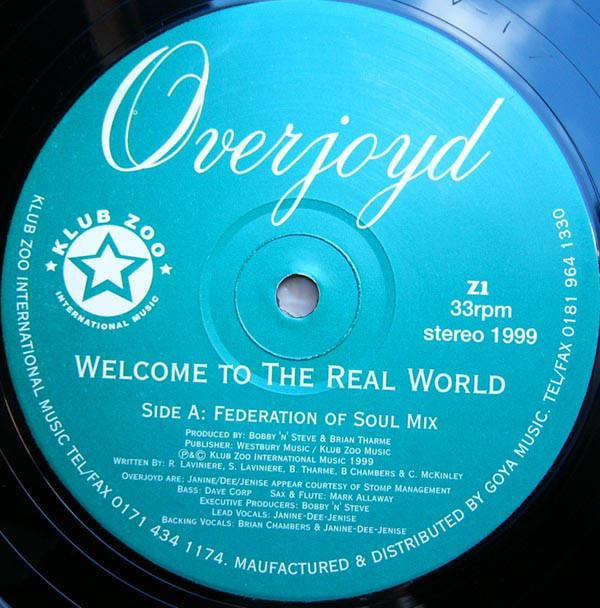 Overjoyd
KLUB ZOO
INTERNATIONAL MUSIC
Z1
33rpm
stereo 1999
WELCOME TO THE REAL WORLD
SIDE A: FEDERATION OF SOUL MIX
PRODUCED BY: BOBBY 'N' STEVE & BRIAN THARME
PUBLISHER: WESTBURY MUSIC / KLUB ZOO MUSIC
℗&© KLUB ZOO INTERNATIONAL MUSIC 1999
WRITTEN BY: R. LAVINIERE, S. LAVINIERE, B. THARME, B CHAMBERS & C. MCKINLEY
OVERJOYD ARE: JANINE/DEE/JENISE APPEAR COURTESY OF STOMP MANAGEMENT
BASS: DAVE CORP SAX & FLUTE: MARK ALLAWAY
EXECUTIVE PRODUCERS: BOBBY 'N' STEVE
LEAD VOCALS: JANINE-DEE-JENISE
BACKING VOCALS: BRIAN CHAMBERS & JANINE-DEE-JENISE
KLUB ZOO INTERNATIONAL MUSIC TEL/FAX 0171 434 1174. MAUFACTURED & DISTRIBUTED BY GOYA MUSIC. TEL/FAX 0181 964 1330